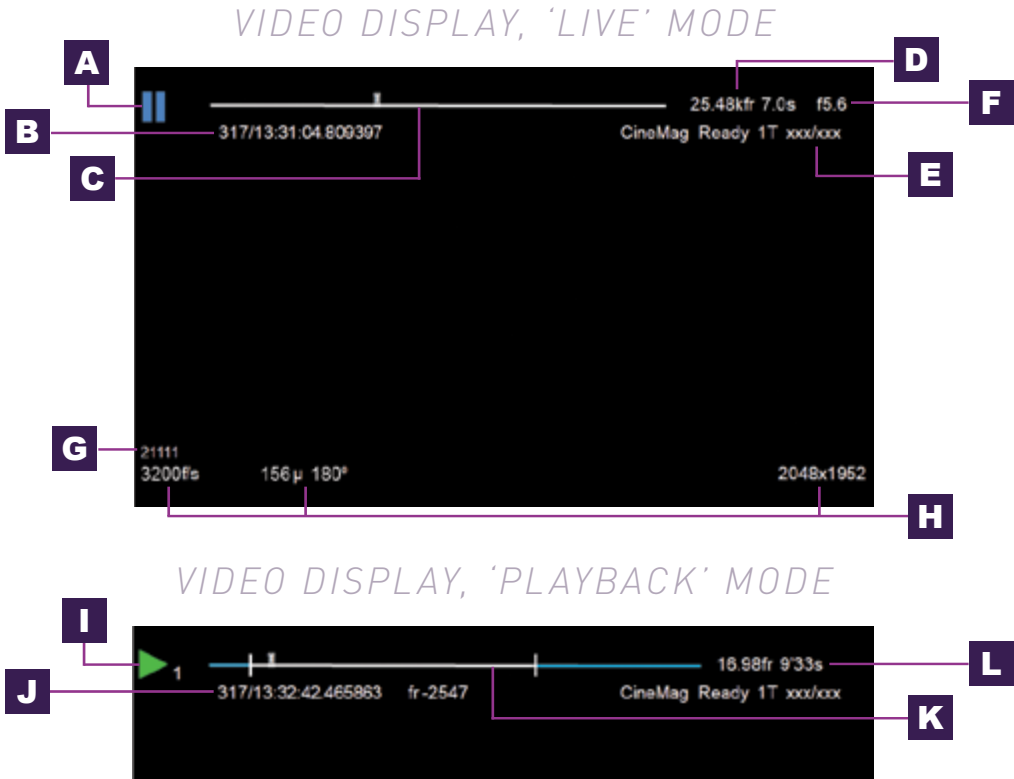 VIDEO DISPLAY, ‘LIVE’ MODE
A
D
25.48kfr 7.0s f5.6
F
B
317/13:31:04.809397
CineMag Ready 1T xxx/xxx
C
E
G
21111
3200f/s 156µ 180° 2048x1952
H
VIDEO DISPLAY, ‘PLAYBACK’ MODE
I
1
16.98fr 9'33s
L
J
317/13:32:42.465863 fr-2547
CineMag Ready 1T xxx/xxx
K